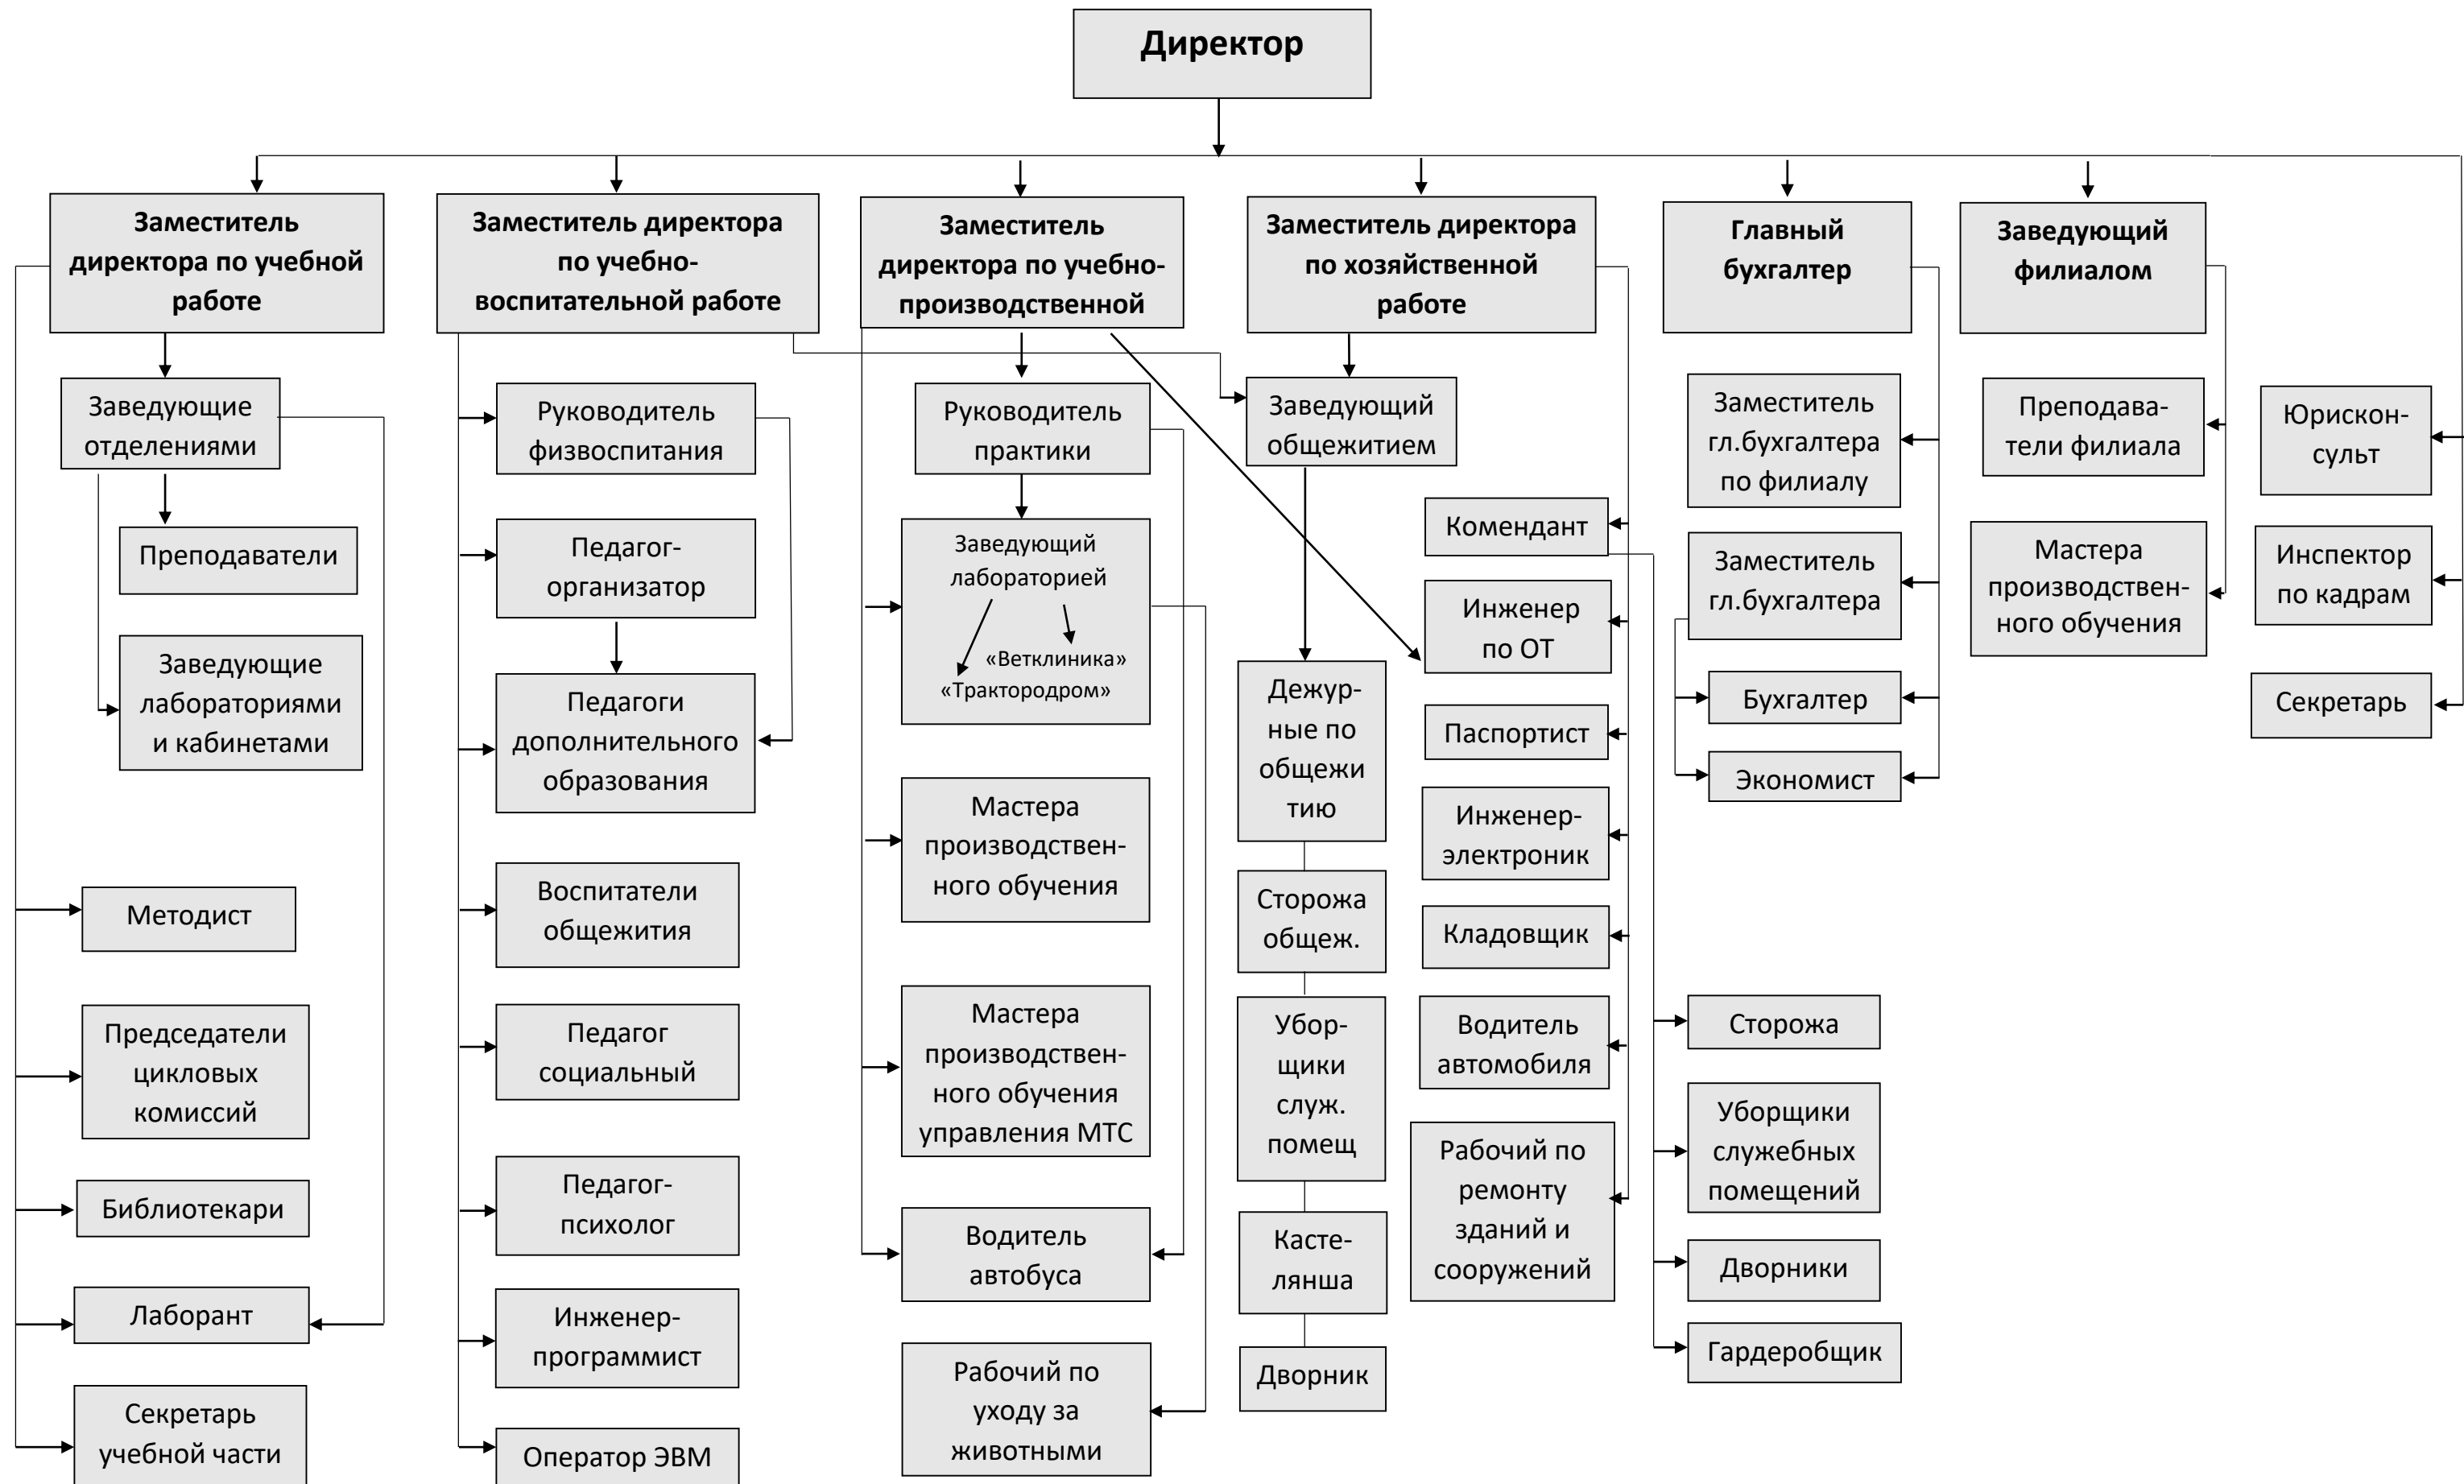 Директор
Заместитель
директора по учебной
работе
Заместитель директора
по учебно-
воспитательной работе
Заместитель
директора по учебно-
производственной
Заместитель директора
по хозяйственной
работе
Главный
бухгалтер
Заведующий
филиалом
Заведующие
отделениями
Преподаватели
Заведующие
лабораториями
и кабинетами
Методист
Председатели
цикловых
комиссий
Библиотекари
Лаборант
Секретарь
учебной части
Руководитель
физвоспитания
Педагог-
организатор
Педагоги
дополнительного
образования
Воспитатели
общежития
Педагог
социальный
Педагог-
психолог
Инженер-
программист
Оператор ЭВМ
Руководитель
практики
Заведующий
лабораторией
«Ветклиника»
«Трактородром»
Мастера
производствен-
ного обучения
Мастера
производствен-
ного обучения
управления МТС
Водитель
автобуса
Рабочий по
уходу за
животными
Заведующий
общежитием
Дежур-
ные по
общежи
тию
Сторожа
общеж.
Убор-
щики
служ.
помещ
Касте-
лянша
Дворник
Комендант
Инженер
по ОТ
Паспортист
Инженер-
электроник
Кладовщик
Водитель
автомобиля
Рабочий по
ремонту
зданий и
сооружений
Заместитель
гл.бухгалтера
по филиалу
Заместитель
гл.бухгалтера
Бухгалтер
Экономист
Сторожа
Уборщики
служебных
помещений
Дворники
Гардеробщик
Преподава-
тели филиала
Мастера
производствен-
ного обучения
Юрискон-
сульт
Инспектор
по кадрам
Секретарь